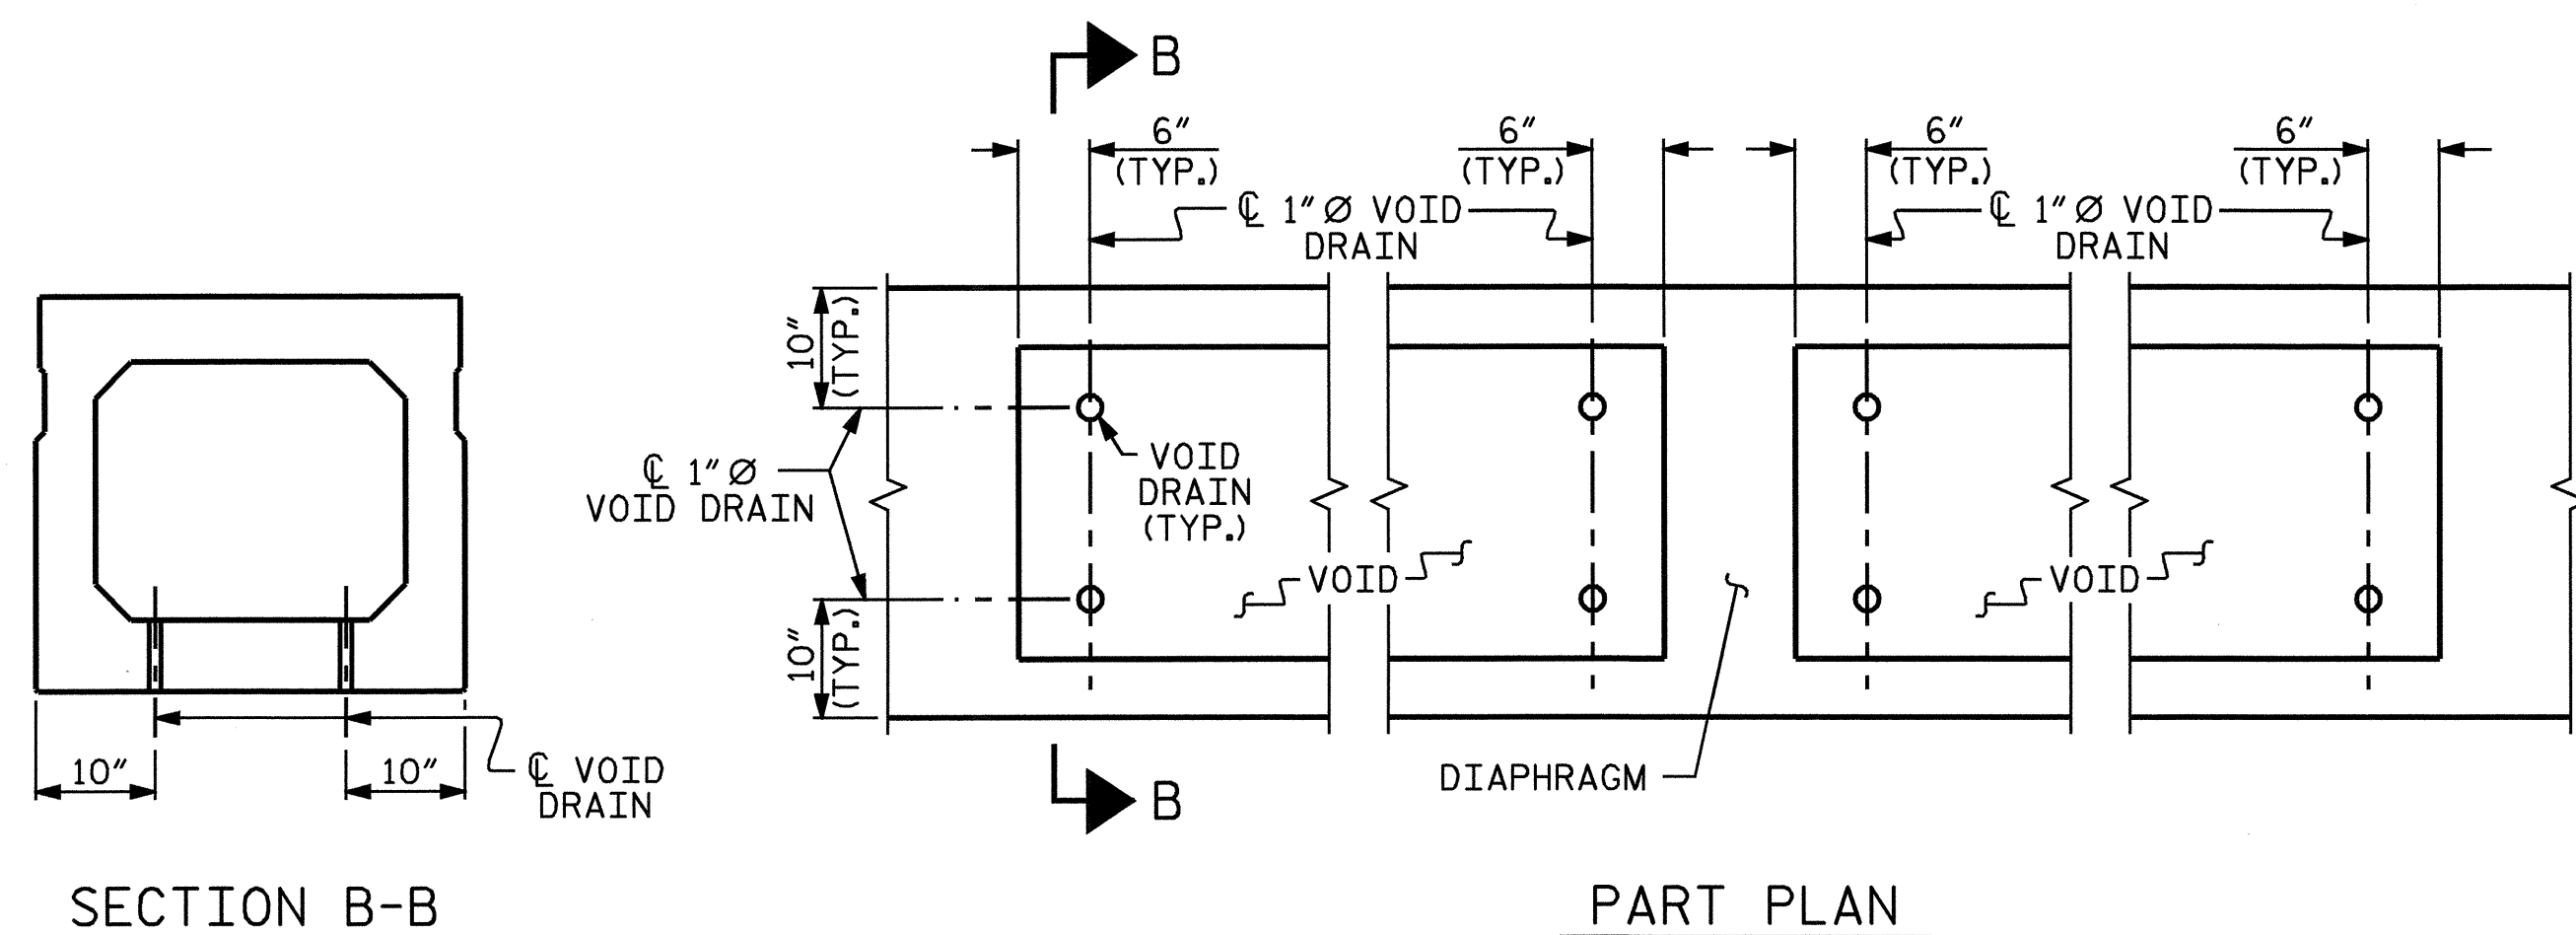 B
6" 6" 6" 6"
(TYP.) (TYP.) (TYP.) (TYP.)
℄ 1"Ø VOID
DRAIN
℄ 1"Ø VOID
DRAIN
10"
(TYP.)
℄ 1"Ø
VOID DRAIN
VOID
DRAIN
(TYP.)
VOID
VOID
10"
(TYP.)
10" 10"
℄ VOID
DRAIN
DIAPHRAGM
B
SECTION B-B
PART PLAN